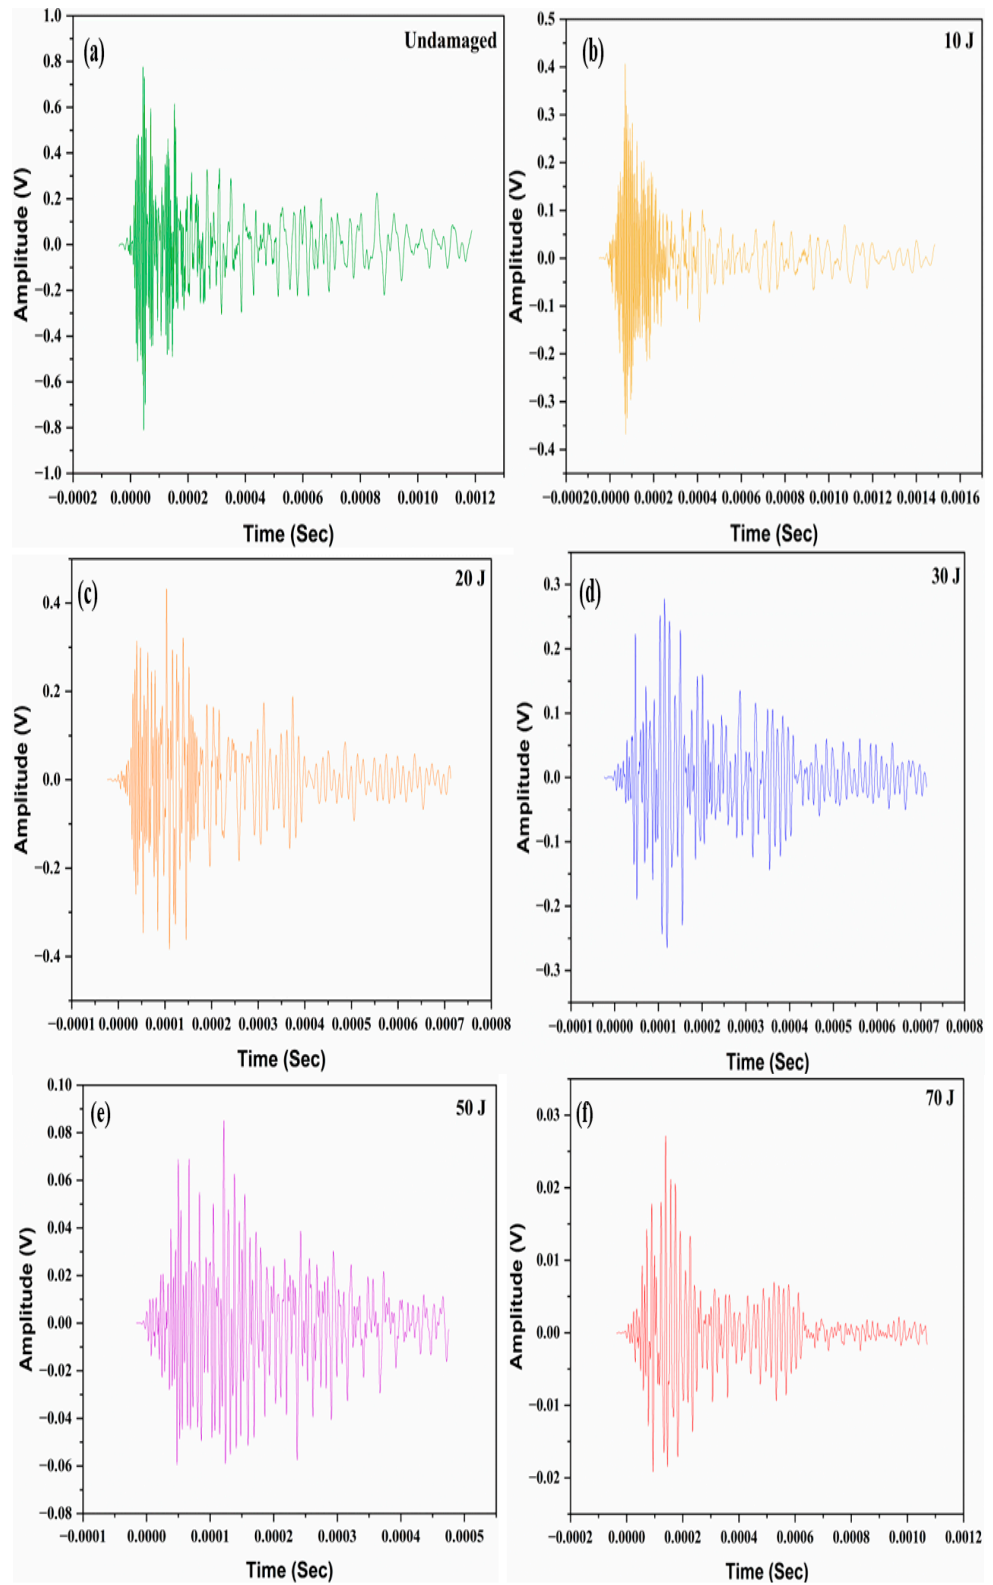 (a) Undamaged
1.0
0.8
0.6
0.4
0.2
0.0
−0.2
−0.4
−0.6
−0.8
−1.0
Amplitude (V)
−0.0002 0.0000 0.0002 0.0004 0.0006 0.0008 0.0010 0.0012
Time (Sec)
(b) 10 J
0.5
0.4
0.3
0.2
0.1
0.0
−0.1
−0.2
−0.3
−0.4
Amplitude (V)
−0.0002 0.0000 0.0002 0.0004 0.0006 0.0008 0.0010 0.0012 0.0014 0.0016
Time (Sec)
(c) 20 J
0.4
0.2
0.0
−0.2
−0.4
Amplitude (V)
−0.0001 0.0000 0.0001 0.0002 0.0003 0.0004 0.0005 0.0006 0.0007 0.0008
Time (Sec)
(d) 30 J
0.3
0.2
0.1
0.0
−0.1
−0.2
−0.3
Amplitude (V)
−0.0001 0.0000 0.0001 0.0002 0.0003 0.0004 0.0005 0.0006 0.0007 0.0008
Time (Sec)
(e) 50 J
0.10
0.08
0.06
0.04
0.02
0.00
−0.02
−0.04
−0.06
−0.08
Amplitude (V)
−0.0001 0.0000 0.0001 0.0002 0.0003 0.0004 0.0005
Time (Sec)
(f) 70 J
0.03
0.02
0.01
0.00
−0.01
−0.02
Amplitude (V)
−0.0002 0.0000 0.0002 0.0004 0.0006 0.0008 0.0010 0.0012
Time (Sec)